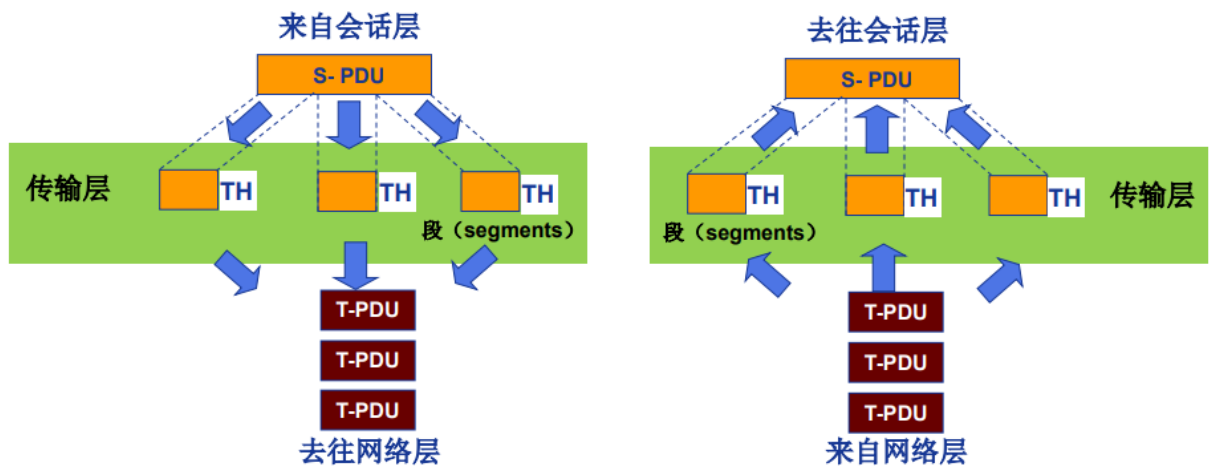 来自会话层
S- PDU
传输层
TH
TH
TH
段（segments）
T-PDU
T-PDU
T-PDU
去往网络层
去往会话层
S- PDU
TH
TH
TH
传输层
段（segments）
T-PDU
T-PDU
T-PDU
来自网络层